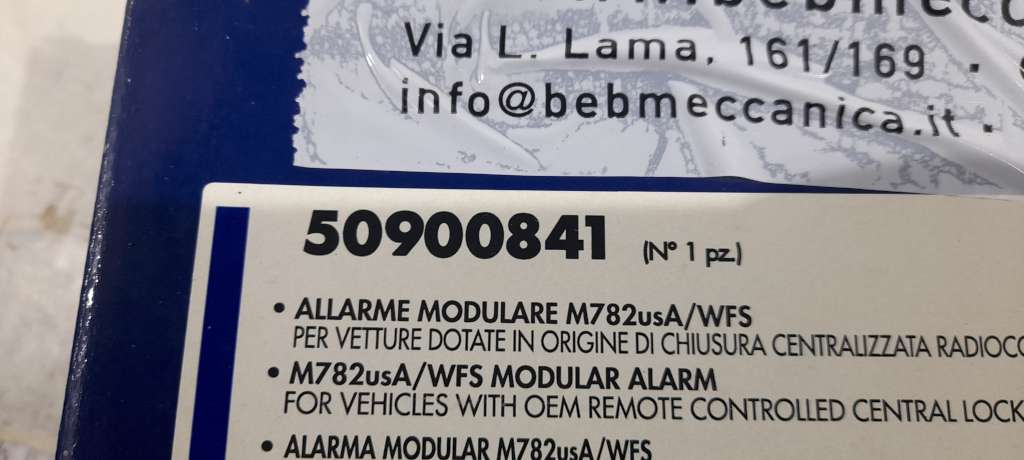 Via L. Lama, 161/169 -
info@bebmeccanica.it -
50900841 (N° 1 pz.)
• ALLARME MODULARE M782usA/WFS
PER VETTURE DOTATE IN ORIGINE DI CHIUSURA CENTRALIZZATA
• M782usA/WFS MODULAR ALARM
FOR VEHICLES WITH OEM REMOTE CONTROLLED CENTRAL LOCK
• ALARMA MODULAR M782usA/WFS